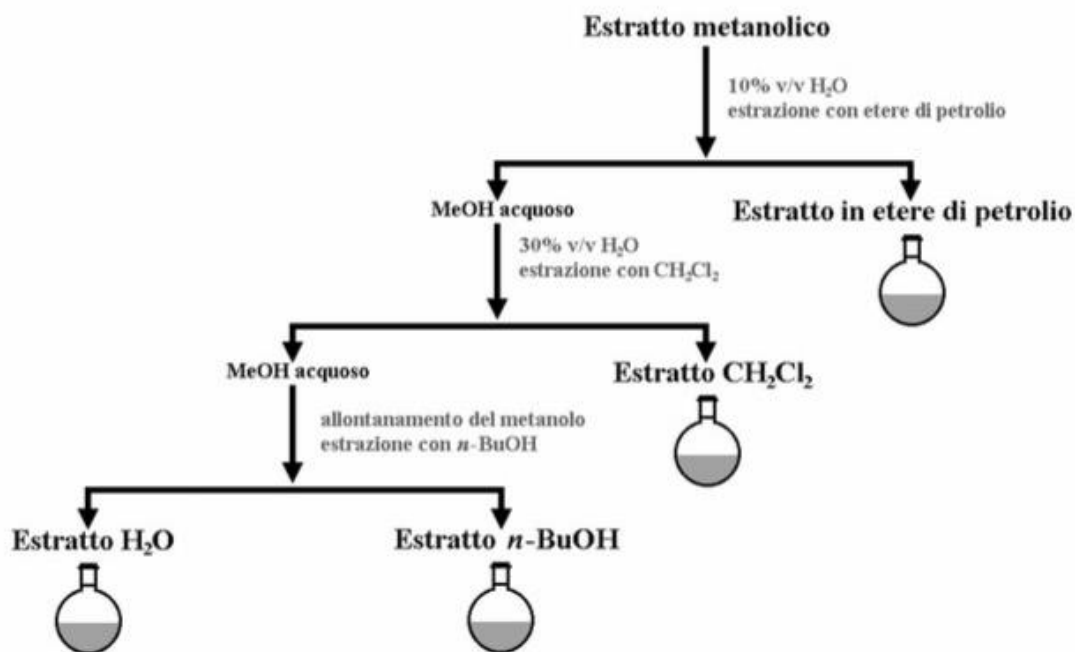 Estratto metanolico
10% v/v H₂O
estrazione con etere di petrolio
MeOH acquoso
Estratto in etere di petrolio
30% v/v H₂O
estrazione con CH₂Cl₂
MeOH acquoso
Estratto CH₂Cl₂
allontanamento del metanolo
estrazione con n-BuOH
Estratto H₂O
Estratto n-BuOH